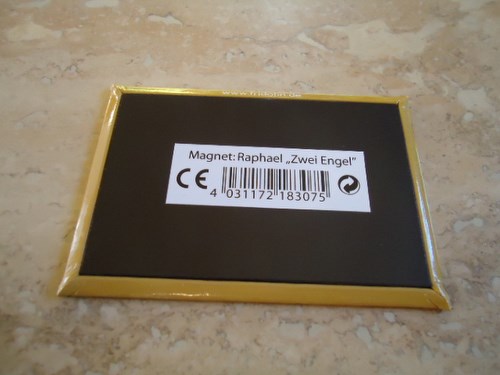 Magnet: Raphael „Zwei Engel"
CE
4 031172 183075